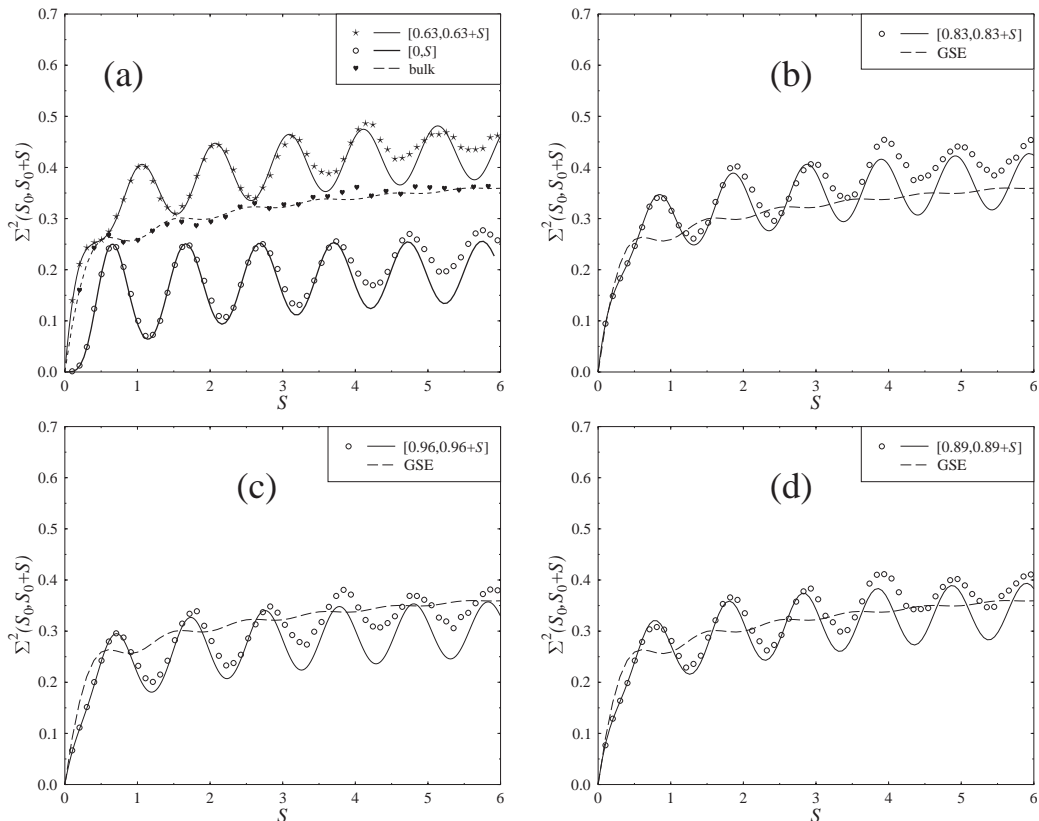 (a)
[0.63,0.63+S]
[0,S]
bulk
0.7
0.6
0.5
0.4
0.3
0.2
0.1
0.0
Σ²(S₀, S₀+S)
0 1 2 3 4 5 6
S
(b)
[0.83,0.83+S]
GSE
0.7
0.6
0.5
0.4
0.3
0.2
0.1
0.0
Σ²(S₀, S₀+S)
0 1 2 3 4 5 6
S
(c)
[0.96,0.96+S]
GSE
0.7
0.6
0.5
0.4
0.3
0.2
0.1
0.0
Σ²(S₀, S₀+S)
0 1 2 3 4 5 6
S
(d)
[0.89,0.89+S]
GSE
0.7
0.6
0.5
0.4
0.3
0.2
0.1
0.0
Σ²(S₀, S₀+S)
0 1 2 3 4 5 6
S